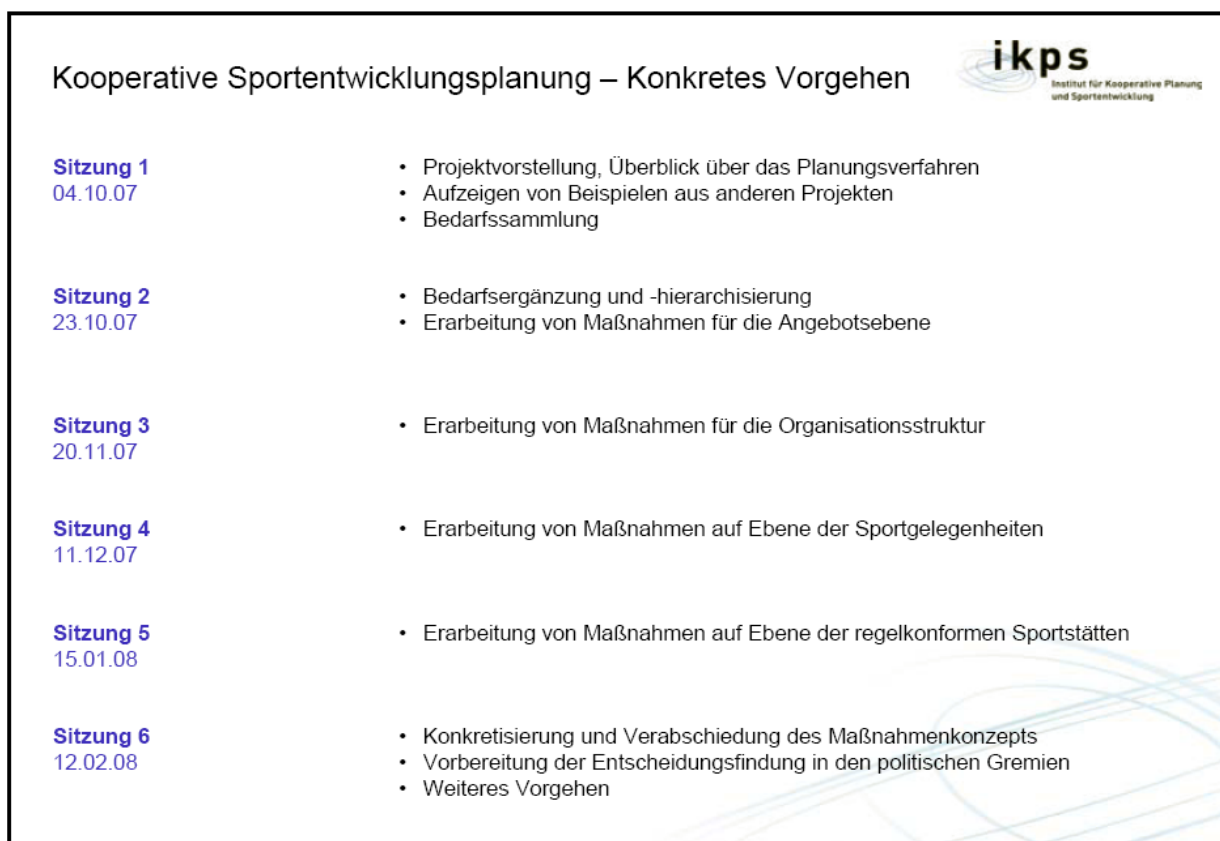 Kooperative Sportentwicklungsplanung – Konkretes Vorgehen
ikps
Institut für Kooperative Planung
und Sportentwicklung
Sitzung 1
04.10.07
• Projektvorstellung, Überblick über das Planungsverfahren
• Aufzeigen von Beispielen aus anderen Projekten
• Bedarfssammlung
Sitzung 2
23.10.07
• Bedarfsergänzung und -hierarchisierung
• Erarbeitung von Maßnahmen für die Angebotsebene
Sitzung 3
20.11.07
• Erarbeitung von Maßnahmen für die Organisationsstruktur
Sitzung 4
11.12.07
• Erarbeitung von Maßnahmen auf Ebene der Sportgelegenheiten
Sitzung 5
15.01.08
• Erarbeitung von Maßnahmen auf Ebene der regelkonformen Sportstätten
Sitzung 6
12.02.08
• Konkretisierung und Verabschiedung des Maßnahmenkonzepts
• Vorbereitung der Entscheidungsfindung in den politischen Gremien
• Weiteres Vorgehen